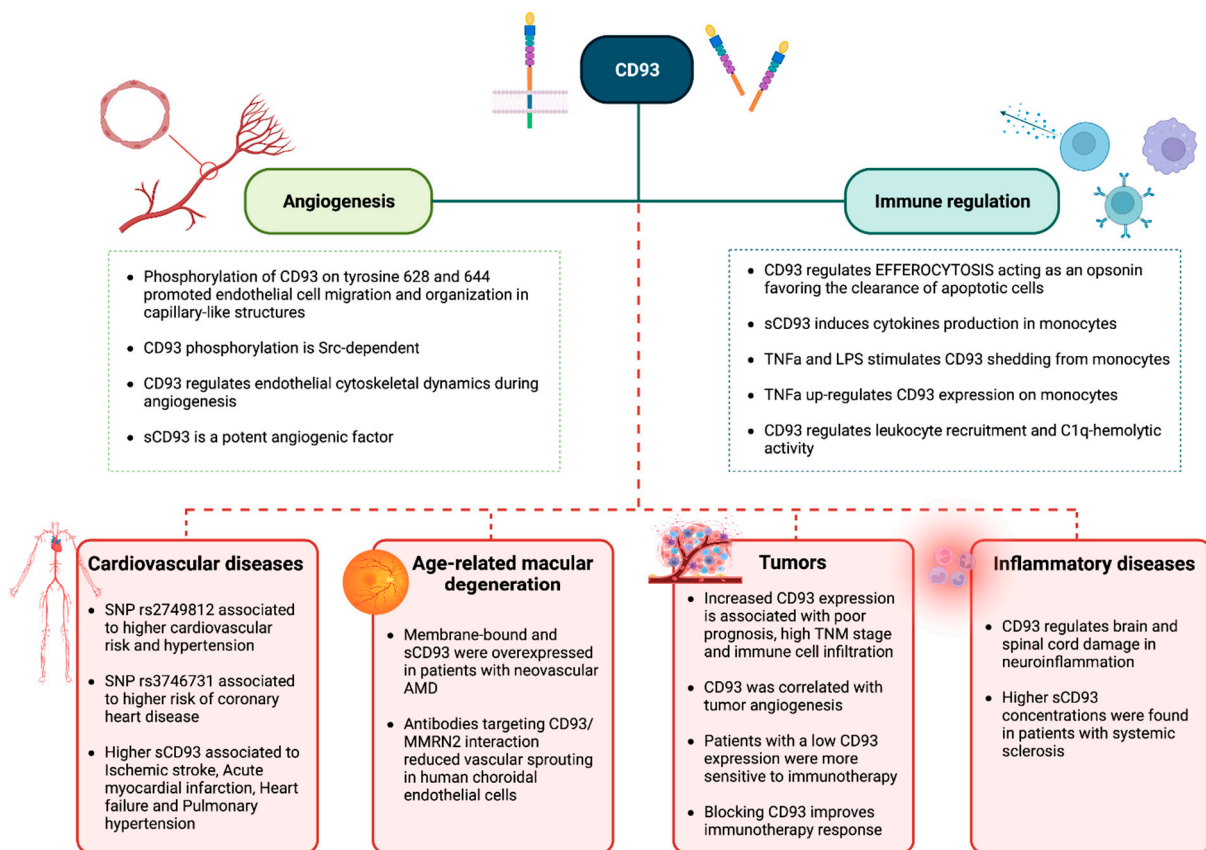 CD93
Angiogenesis
Immune regulation
• Phosphorylation of CD93 on tyrosine 628 and 644
promoted endothelial cell migration and organization in
capillary-like structures
• CD93 phosphorylation is Src-dependent
• CD93 regulates endothelial cytoskeletal dynamics during
angiogenesis
• sCD93 is a potent angiogenic factor
• CD93 regulates EFFEROCYTOSIS acting as an opsonin
favoring the clearance of apoptotic cells
• sCD93 induces cytokines production in monocytes
• TNFa and LPS stimulates CD93 shedding from monocytes
• TNFa up-regulates CD93 expression on monocytes
• CD93 regulates leukocyte recruitment and C1q-hemolytic
activity
Cardiovascular diseases
• SNP rs2749812 associated
to higher cardiovascular
risk and hypertension
• SNP rs3746731 associated
to higher risk of coronary
heart disease
• Higher sCD93 associated to
Ischemic stroke, Acute
myocardial infarction, Heart
failure and Pulmonary
hypertension
Age-related macular
degeneration
• Membrane-bound and
sCD93 were overexpressed
in patients with neovascular
AMD
• Antibodies targeting CD93/
MMRN2 interaction
reduced vascular sprouting
in human choroidal
endothelial cells
Tumors
• Increased CD93 expression
is associated with poor
prognosis, high TNM stage
and immune cell infiltration
• CD93 was correlated with
tumor angiogenesis
• Patients with a low CD93
expression were more
sensitive to immunotherapy
• Blocking CD93 improves
immunotherapy response
Inflammatory diseases
• CD93 regulates brain and
spinal cord damage in
neuroinflammation
• Higher sCD93
concentrations were found
in patients with systemic
sclerosis